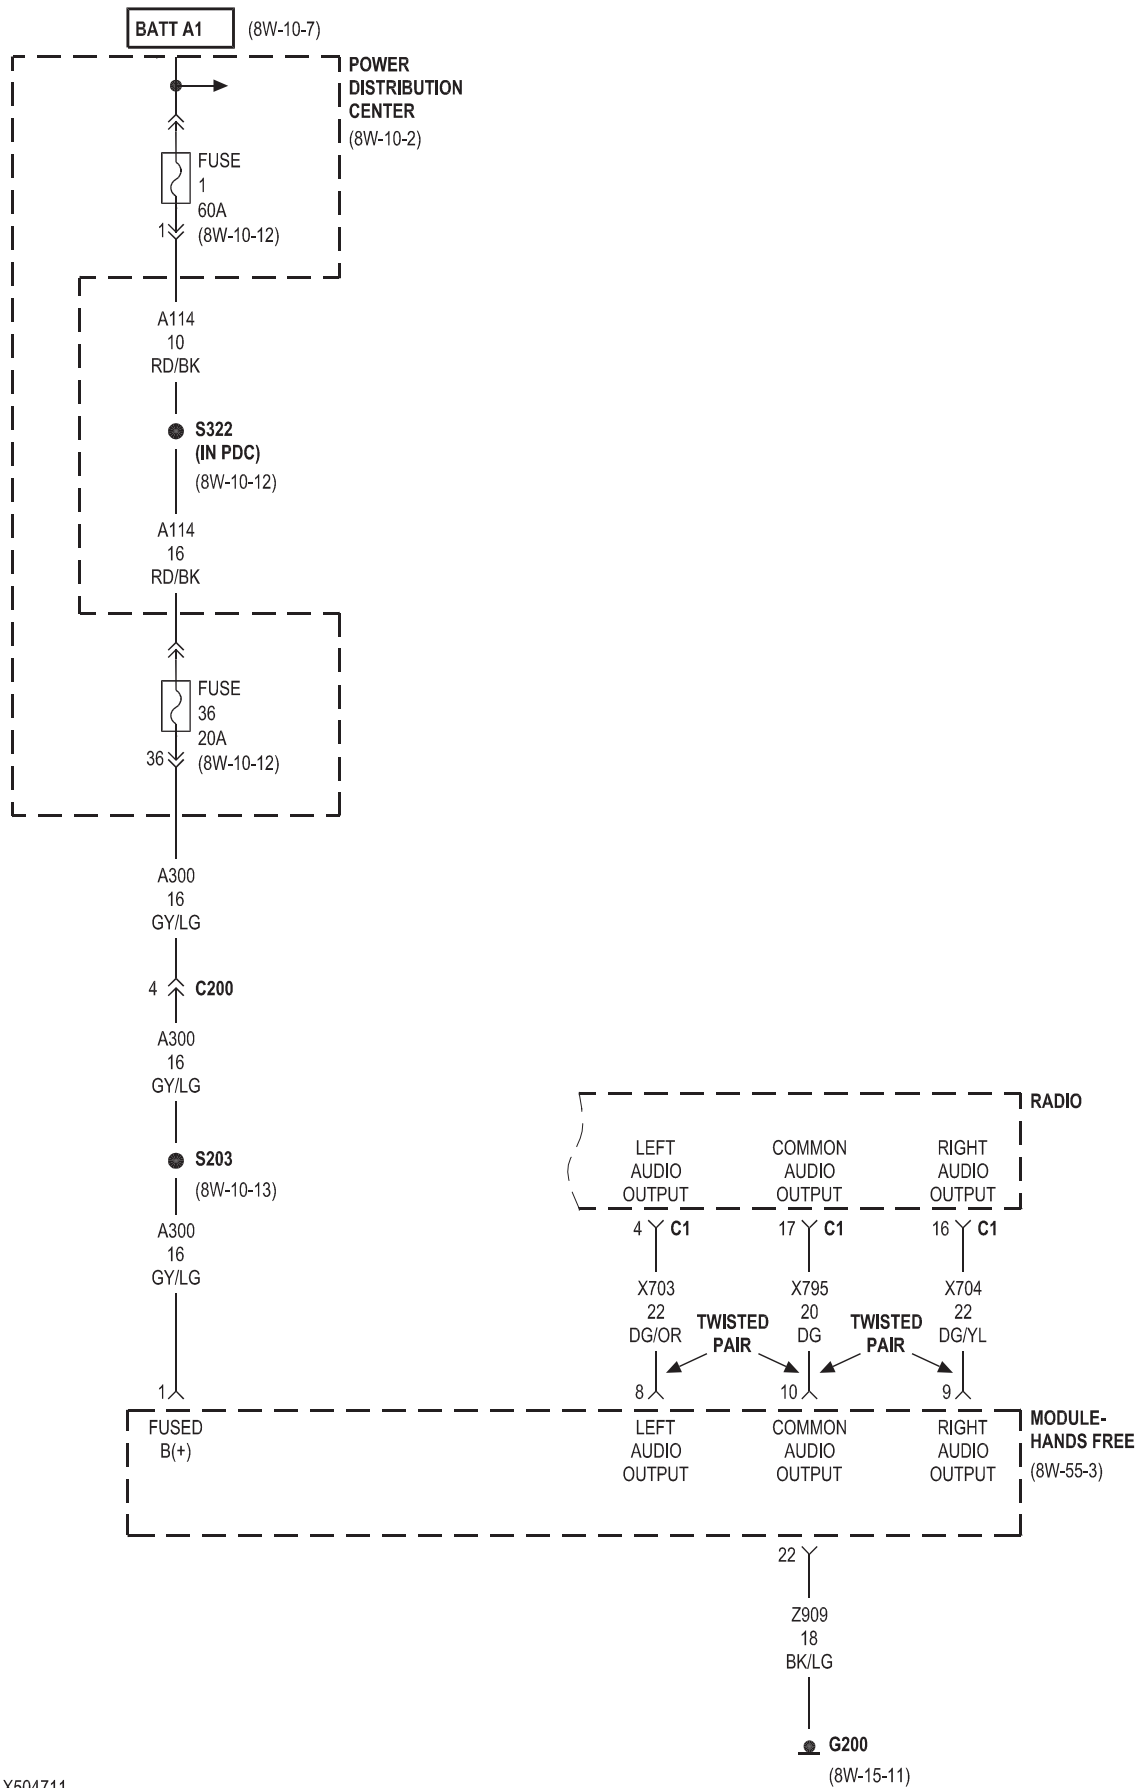 BATT A1 (8W-10-7)
POWER
DISTRIBUTION
CENTER
(8W-10-2)
FUSE
1
60A
1 (8W-10-12)
A114
10
RD/BK
S322
(IN PDC)
(8W-10-12)
A114
16
RD/BK
FUSE
36
20A
36 (8W-10-12)
A300
16
GY/LG
4 C200
A300
16
GY/LG
S203
(8W-10-13)
A300
16
GY/LG
1
RADIO
LEFT COMMON RIGHT
AUDIO AUDIO AUDIO
OUTPUT OUTPUT OUTPUT
4 C1 17 C1 16 C1
X703 X795 X704
22 20 22
DG/OR DG DG/YL
TWISTED TWISTED
PAIR PAIR
8 10 9
FUSED LEFT COMMON RIGHT
B(+) AUDIO AUDIO AUDIO
OUTPUT OUTPUT OUTPUT
MODULE-
HANDS FREE
(8W-55-3)
22
Z909
18
BK/LG
G200
(8W-15-11)
X504711